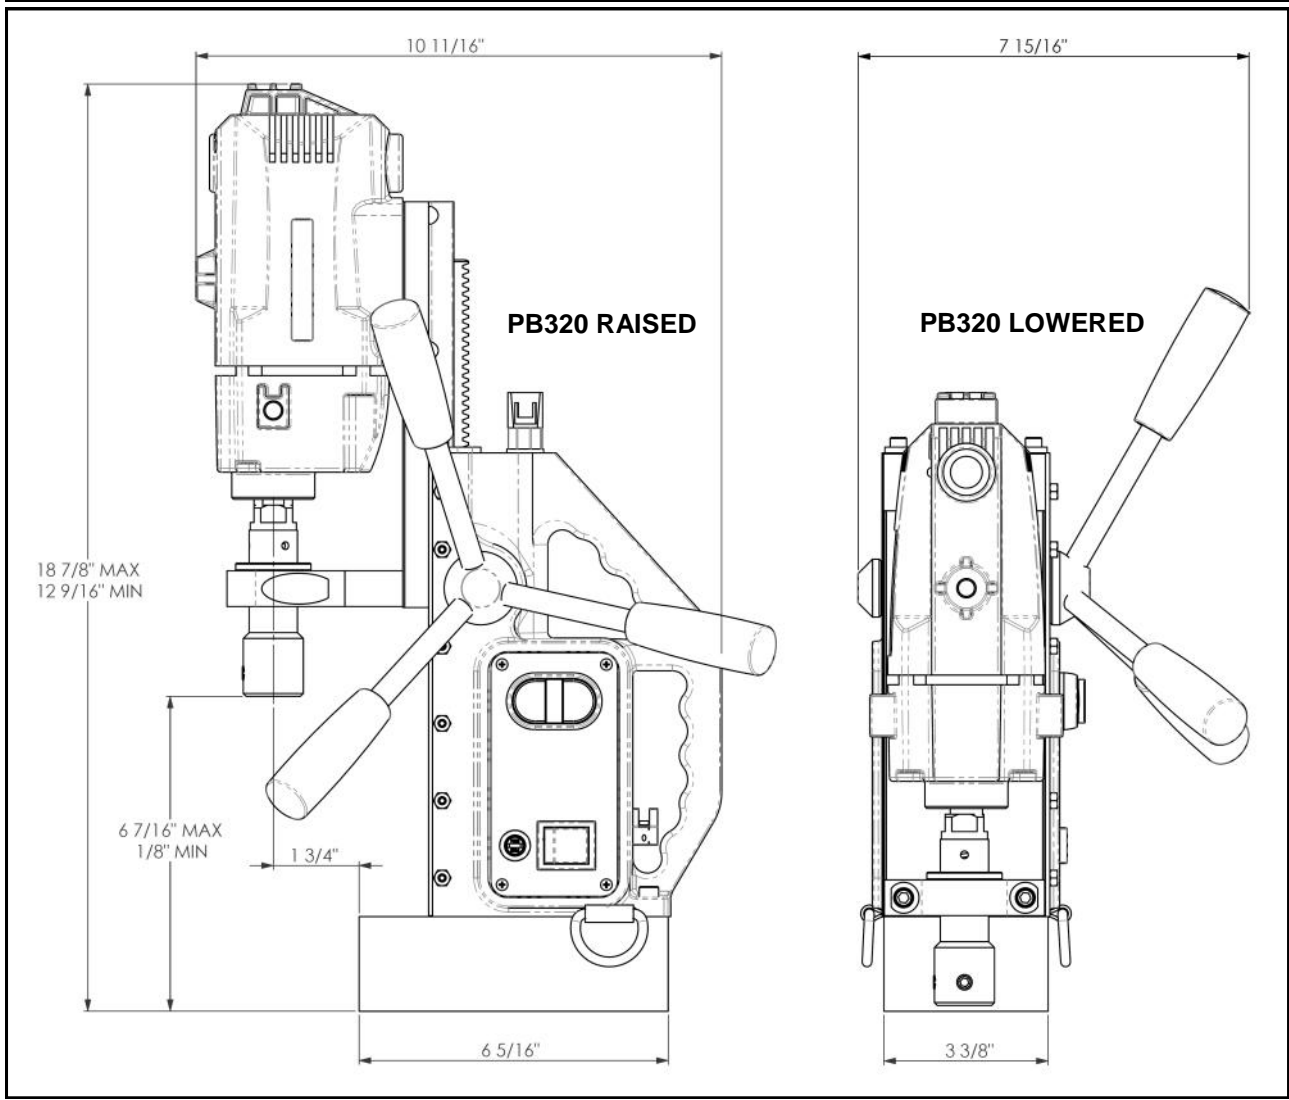 10 11/16"
7 15/16"
PB320 RAISED
PB320 LOWERED
18 7/8" MAX
12 9/16" MIN
6 7/16" MAX
1/8" MIN
1 3/4"
6 5/16"
3 3/8"